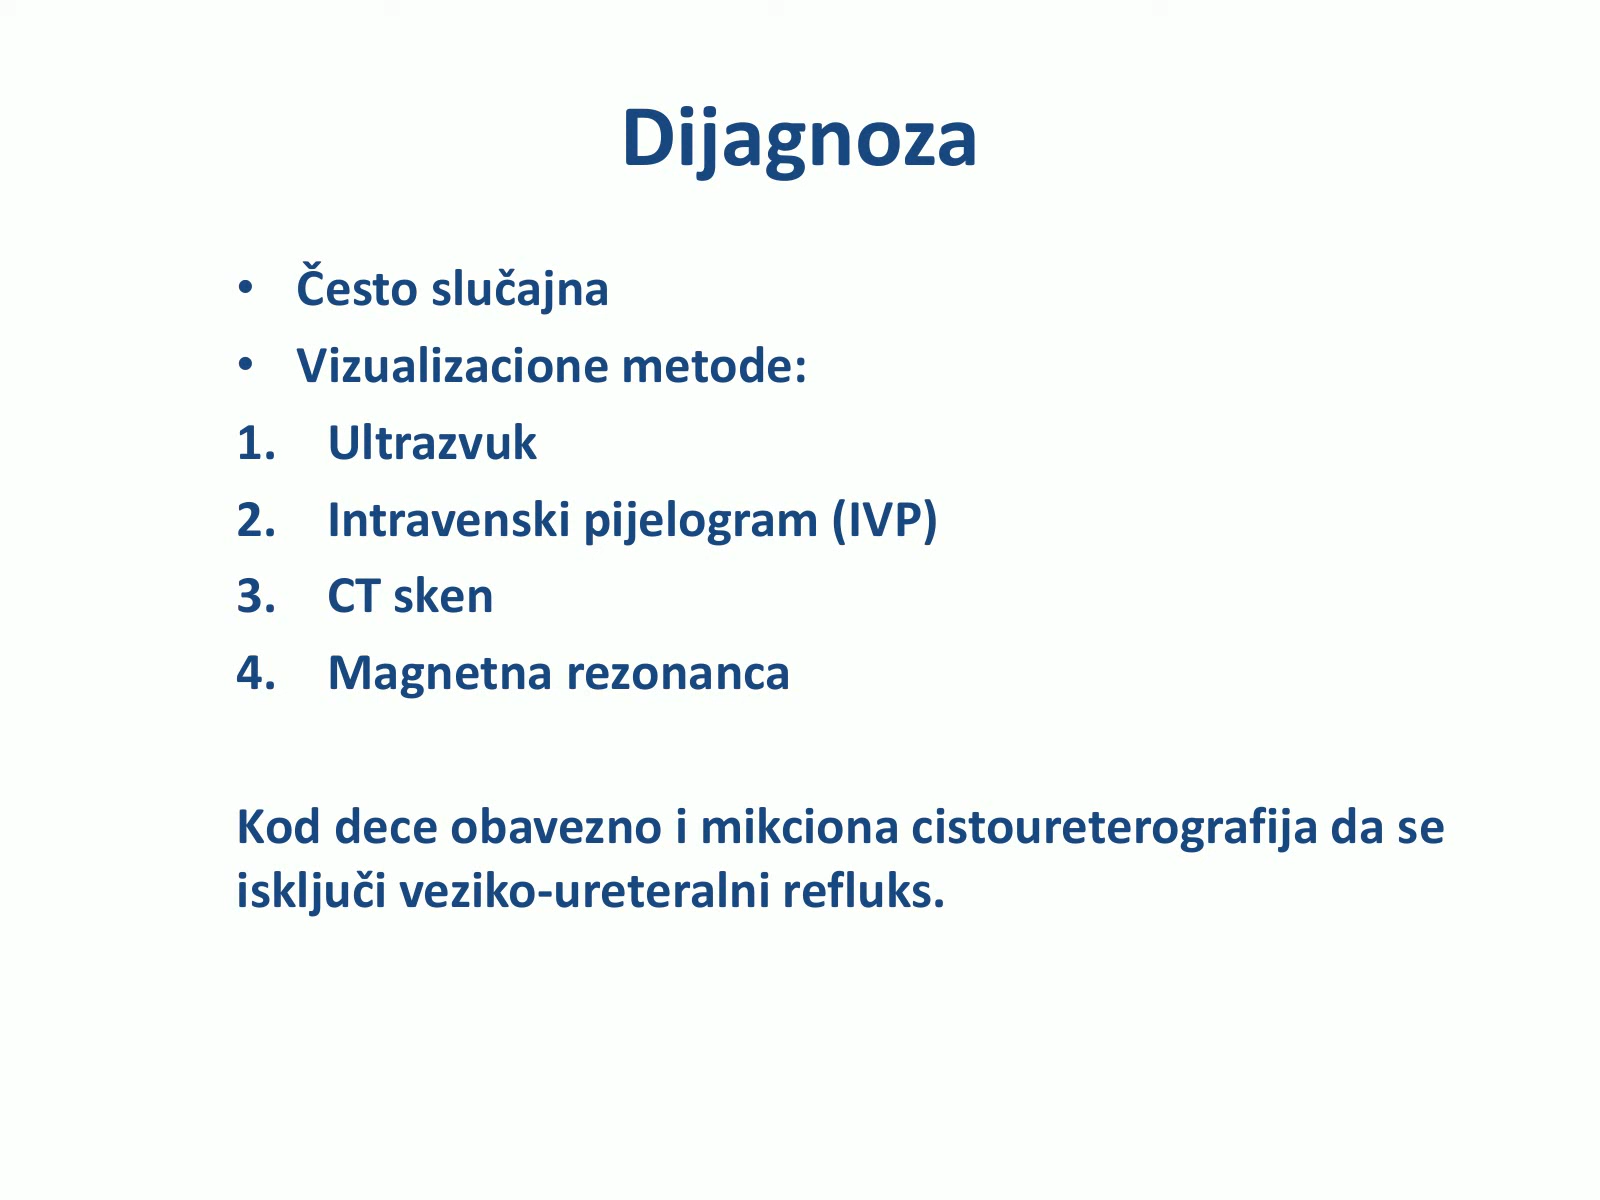 Dijagnoza
• Često slučajna
• Vizualizacione metode:
1. Ultrazvuk
2. Intravenski pijelogram (IVP)
3. CT sken
4. Magnetna rezonanca
Kod dece obavezno i mikciona cistoureterografija da se
isključi veziko-ureteralni refluks.